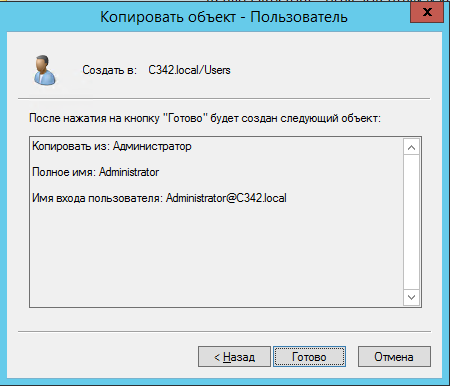 Копировать объект - Пользователь
x
Создать в: C342.local/Users
После нажатия на кнопку "Готово" будет создан следующий объект:
Копировать из: Администратор
Полное имя: Administrator
Имя входа пользователя: Administrator@C342.local
< Назад Готово Отмена